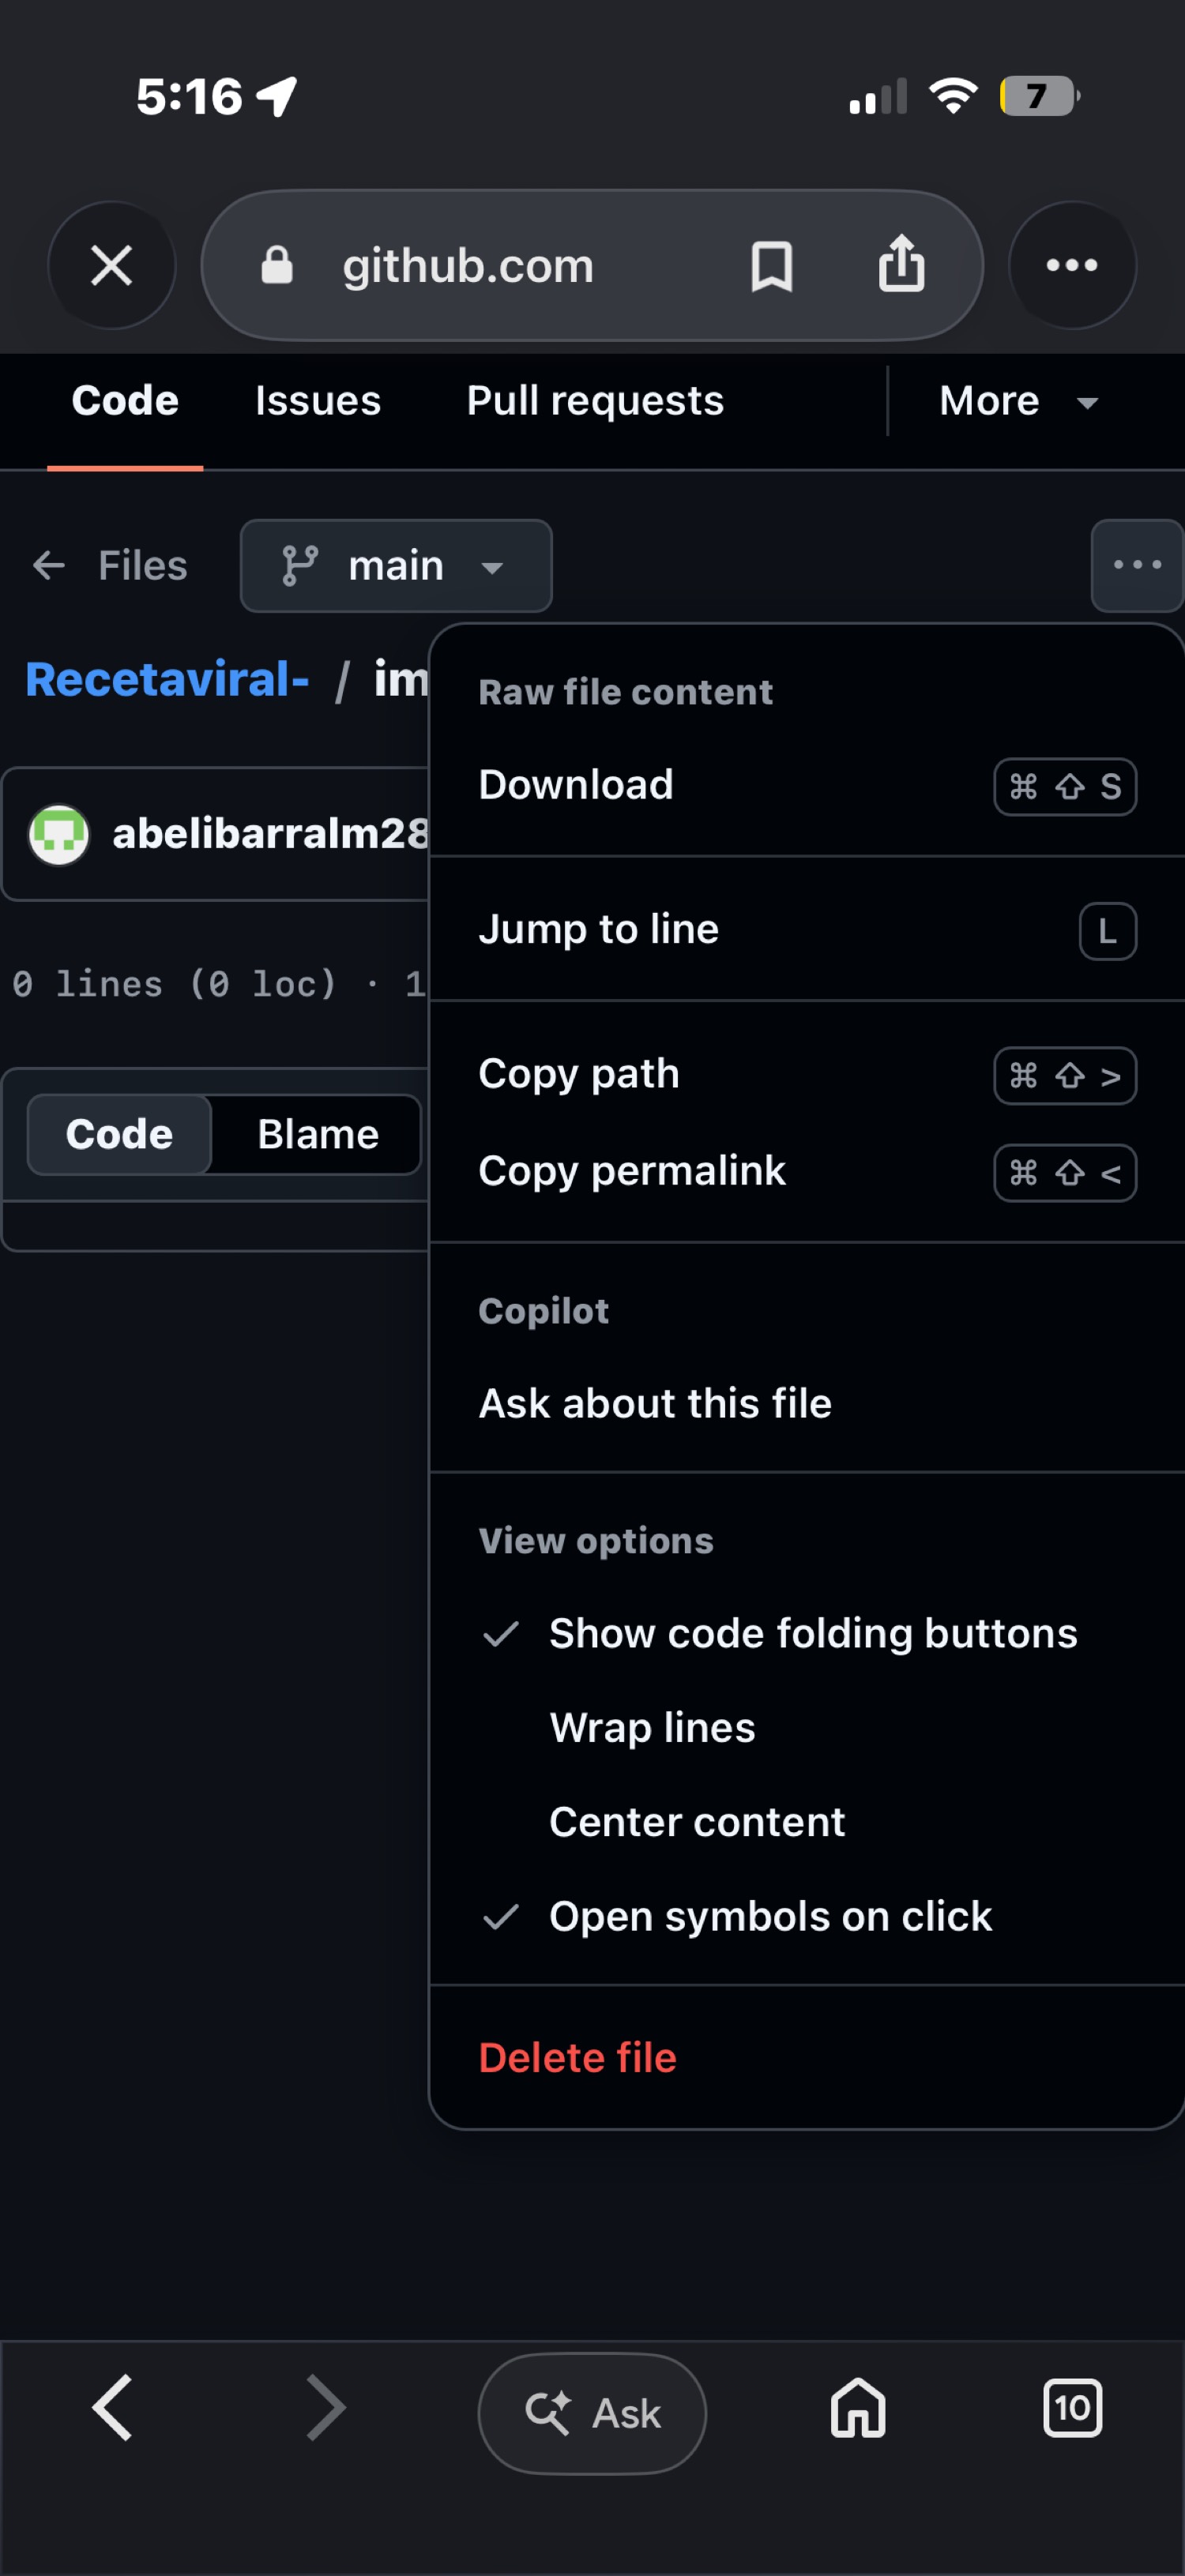 5:16
7
github.com
Code Issues Pull requests More
Files main
Recetaviral- / im
Raw file content
Download ⌘ ⇧ S
abelibarralm28
Jump to line L
0 lines (0 loc) · 1
Copy path ⌘ ⇧ >
Code Blame
Copy permalink ⌘ ⇧ <
Copilot
Ask about this file
View options
Show code folding buttons
Wrap lines
Center content
Open symbols on click
Delete file
Ask
10